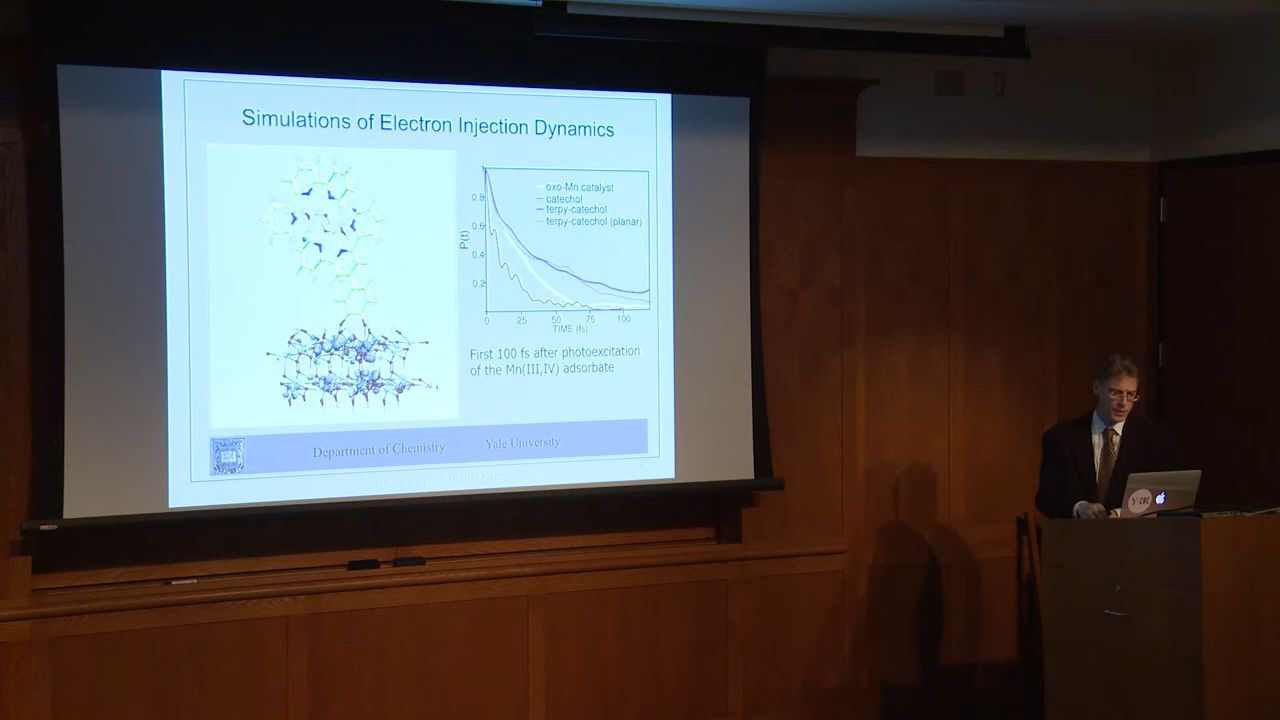 Simulations of Electron Injection Dynamics
oxo-Mn catalyst
catechol
terpy-catechol
terpy-catechol (planar)
0.8
0.6
0.4
0.2
P(t)
0
25
50
75
100
TIME (fs)
First 100 fs after photoexcitation
of the Mn(III,IV) adsorbate
Department of Chemistry Yale University
Y CRC